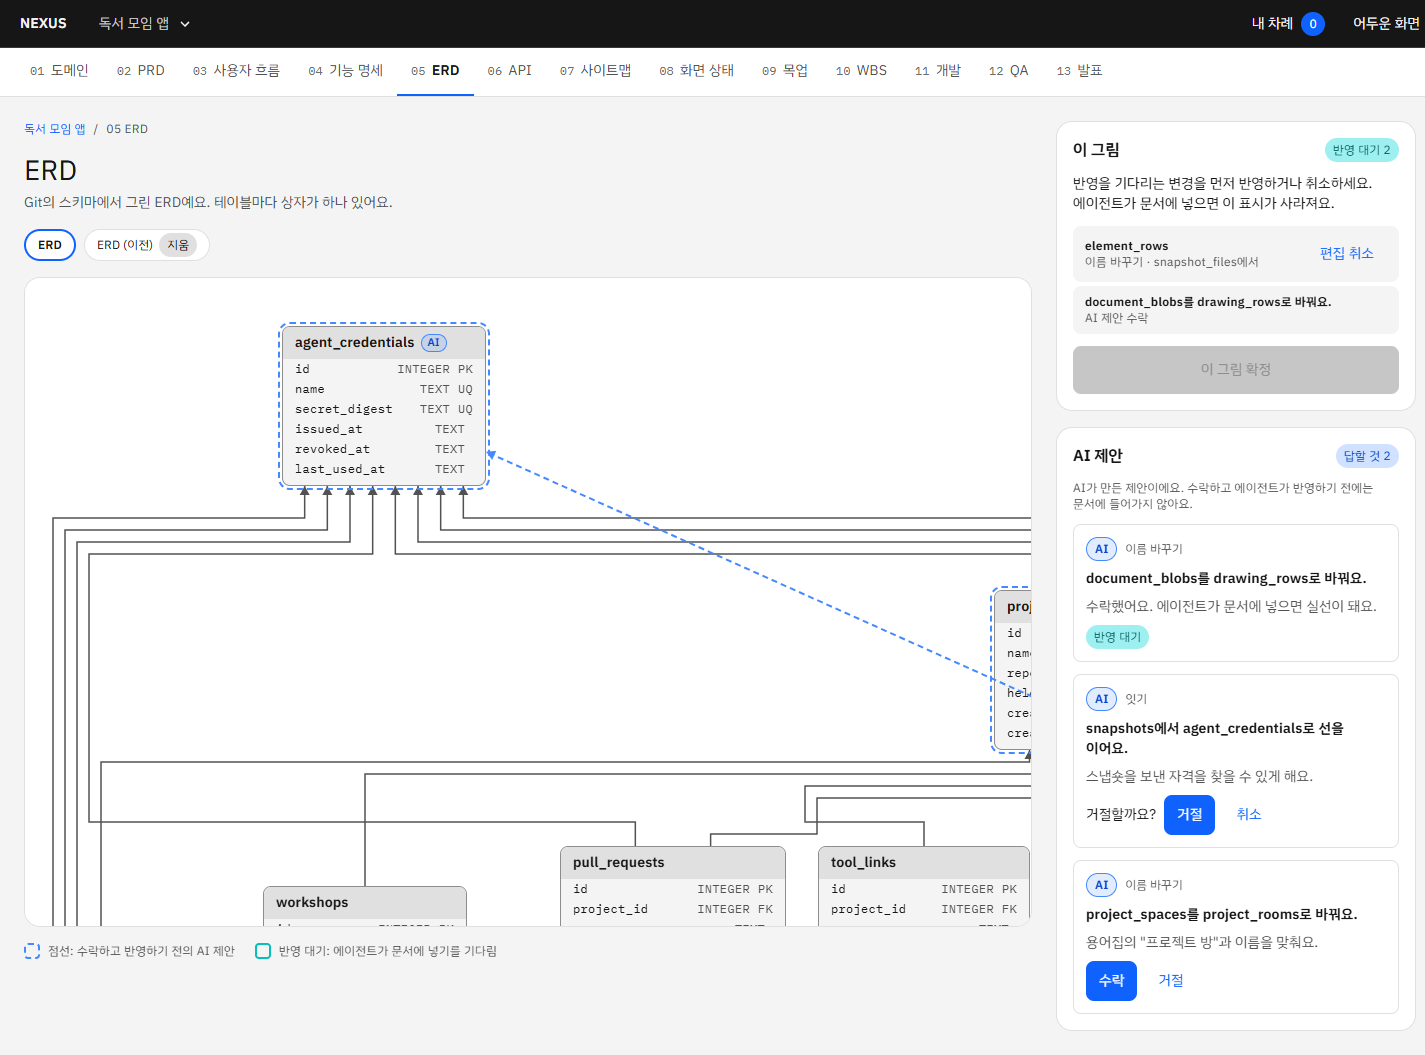 NEXUS 독서 모임 앱 내 차례 0 어두운 화면
01 도메인 02 PRD 03 사용자 흐름 04 기능 명세 05 ERD 06 API 07 사이트맵 08 화면 상태 09 목업 10 WBS 11 개발 12 QA 13 발표
독서 모임 앱 / 05 ERD
ERD
Git의 스키마에서 그린 ERD예요. 테이블마다 상자가 하나 있어요.
ERD ERD (이전) 지움
agent_credentials AI
id INTEGER PK
name TEXT UQ
secret_digest TEXT UQ
issued_at TEXT
revoked_at TEXT
last_used_at TEXT
id
pull_requests
id INTEGER PK
project_id INTEGER FK
tool_links
id INTEGER PK
project_id INTEGER FK
workshops
점선: 수락하고 반영하기 전의 AI 제안 반영 대기: 에이전트가 문서에 넣기를 기다림
이 그림 반영 대기 2
반영을 기다리는 변경을 먼저 반영하거나 취소하세요.
에이전트가 문서에 넣으면 이 표시가 사라져요.
element_rows
이름 바꾸기 · snapshot_files에서
편집 취소
document_blobs를 drawing_rows로 바꿔요.
AI 제안 수락
이 그림 확정
AI 제안 답할 것 2
AI가 만든 제안이에요. 수락하고 에이전트가 반영하기 전에는
문서에 들어가지 않아요.
AI 이름 바꾸기
document_blobs를 drawing_rows로 바꿔요.
수락했어요. 에이전트가 문서에 넣으면 실선이 돼요.
반영 대기
AI 잇기
snapshots에서 agent_credentials로 선을
이어요.
스냅숏을 보낸 자격을 찾을 수 있게 해요.
거절할까요? 거절 취소
AI 이름 바꾸기
project_spaces를 project_rooms로 바꿔요.
용어집의 "프로젝트 방"과 이름을 맞춰요.
수락 거절